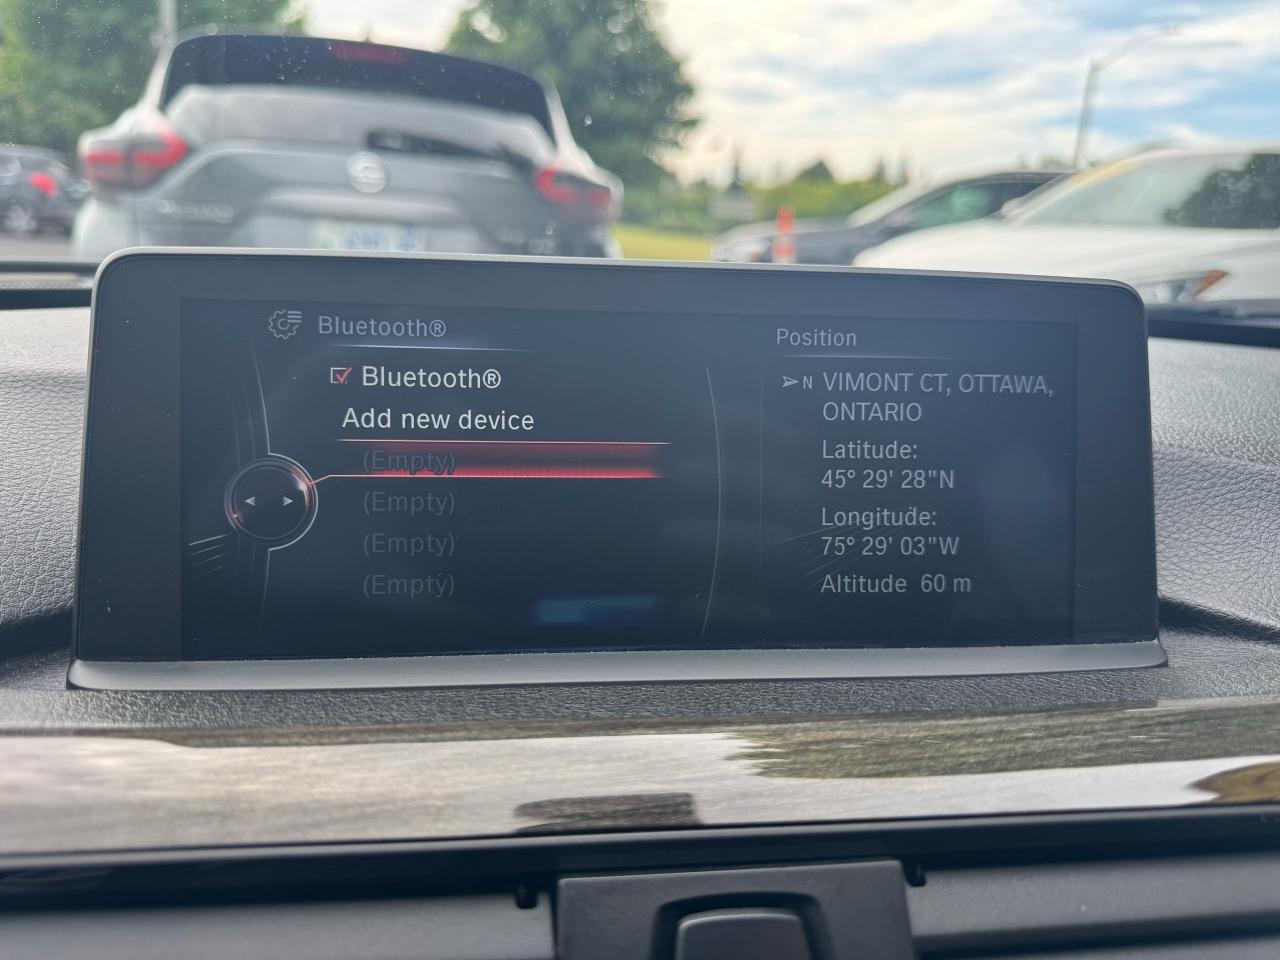 Bluetooth®
Bluetooth®
Add new device
(Empty)
(Empty)
(Empty)
(Empty)
Position
N VIMONT CT, OTTAWA,
ONTARIO
Latitude:
45° 29' 28"N
Longitude:
75° 29' 03"W
Altitude 60 m